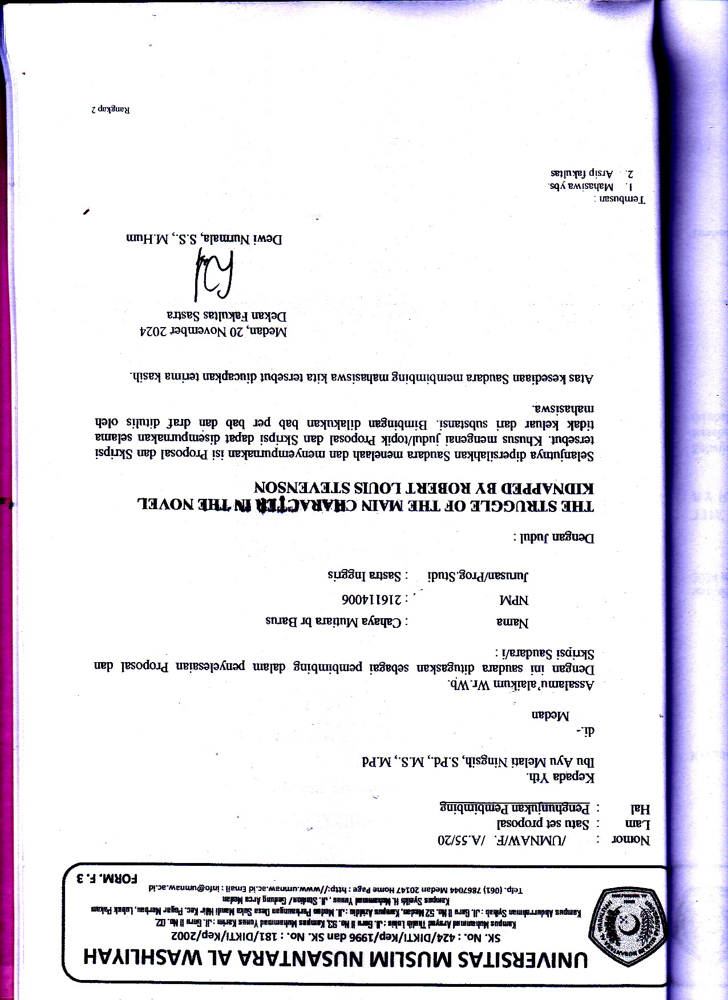 UNIVERSITAS MUSLIM NUSANTARA AL WASHLIYAH
SK. No. : 424/DIKTI/Kep/1996 dan SK. No. : 181/DIKTI/Kep/2002
Kampus Muhammad Arsyad Thalib Lubis : Jl. Garu II No. 93, Kampus Muhammad Yunus Karim : Jl. Garu II No. 02,
Kampus Abdurrahman Syihab : Jl. Garu II No. 52 Medan, Kampus Aziddin : Jl. Medan Perbaungan Desa Suka Mandi Hilir Kec. Pagar Merbau, Lubuk Pakam
Kampus Syeikh H. Muhammad Yunus , Jl. Stadion/ Gedung Arca Medan
Telp. (061) 7867044 Medan 20147 Home Page : http://www.umnaw.ac.id Email : info@umnaw.ac.id
FORM. F. 3
Nomor : /UMNAW/F. /A.55/20
Lam : Satu set proposal
Hal : Penghunjukan Pembimbing
Kepada Yth.
Ibu Ayu Melati Ningsih, S.Pd., M.S., M.Pd
di.-
Medan
Assalamu'alaikum Wr.Wb.
Dengan ini saudara ditugaskan sebagai pembimbing dalam penyelesaian Proposal dan
Skripsi Saudara/i :
Nama : Cahaya Mutiara br Barus
NPM : 216114006
Jurusan/Prog.Studi : Sastra Inggris
Dengan Judul :
THE STRUGGLE OF THE MAIN CHARACTER IN THE NOVEL
KIDNAPPED BY ROBERT LOUIS STEVENSON
Selanjutnya dipersilahkan Saudara menelaah dan menyempurnakan isi Proposal dan Skripsi
tersebut. Khusus mengenai judul/topik Proposal dan Skripsi dapat disempurnakan selama
tidak keluar dari substansi. Bimbingan dilakukan bab per bab dan draf ditulis oleh
mahasiswa.
Atas kesediaan Saudara membimbing mahasiswa kita tersebut diucapkan terima kasih.
Medan, 20 November 2024
Dekan Fakultas Sastra
Dewi Nurmala, S.S., M.Hum
Tembusan :
1. Mahasiswa ybs.
2. Arsip fakultas
Rangkap 2